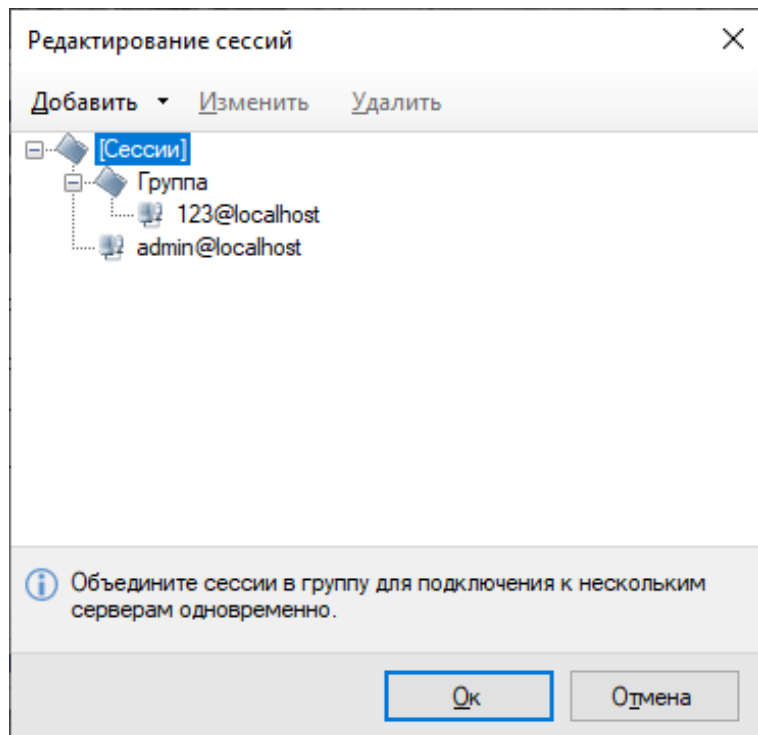 Редактирование сессий
Добавить Изменить Удалить
[Сессии]
Группа
123@localhost
admin@localhost
Объедините сессии в группу для подключения к нескольким
серверам одновременно.
Ок Отмена